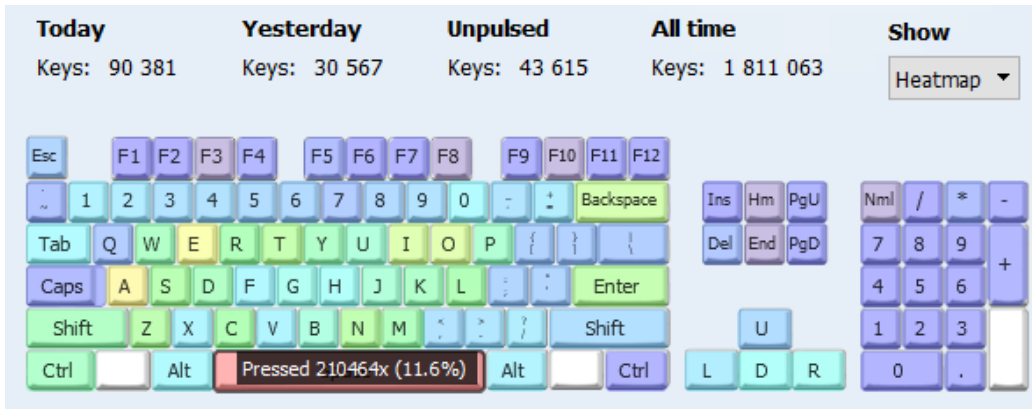 Today Yesterday Unpulsed All time Show
Keys: 90 381 Keys: 30 567 Keys: 43 615 Keys: 1 811 063 Heatmap
Esc F1 F2 F3 F4 F5 F6 F7 F8 F9 F10 F11 F12
1 2 3 4 5 6 7 8 9 0 - ± Backspace Ins Hm PgU Nml / * -
Tab Q W E R T Y U I O P { } Del End PgD 7 8 9 +
Caps A S D F G H J K L ; Enter 4 5 6
Shift Z X C V B N M < > ? / Shift U 1 2 3
Ctrl Alt Pressed 210464x (11.6%) Alt Ctrl L D R 0 .